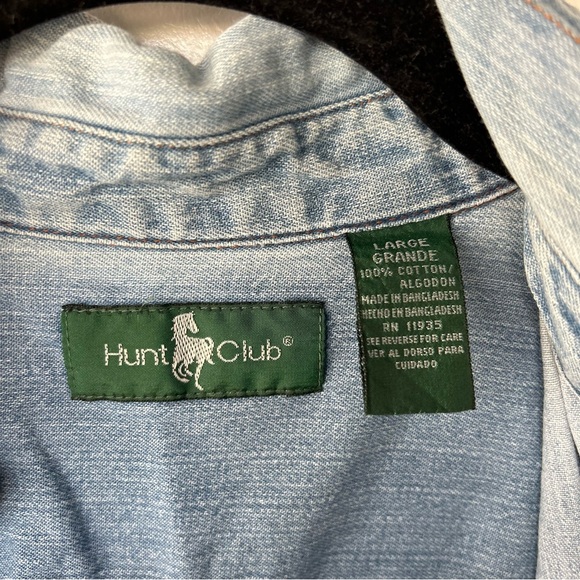 Hunt Club®
LARGE
GRANDE
100% COTTON/
ALGODON
MADE IN BANGLADESH
HECHO EN BANGLADESH
RN 11935
SEE REVERSE FOR CARE
VER AL DORSO PARA
CUIDADO